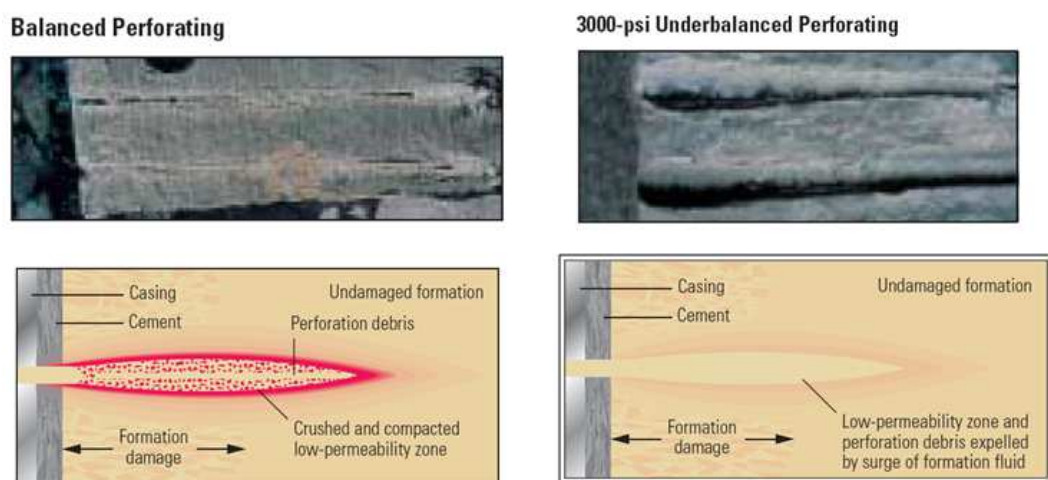 Balanced Perforating
3000-psi Underbalanced Perforating
Casing
Undamaged formation
Cement
Perforation debris
Crushed and compacted
low-permeability zone
Formation
damage
Casing
Undamaged formation
Cement
Formation
damage
Low-permeability zone and
perforation debris expelled
by surge of formation fluid